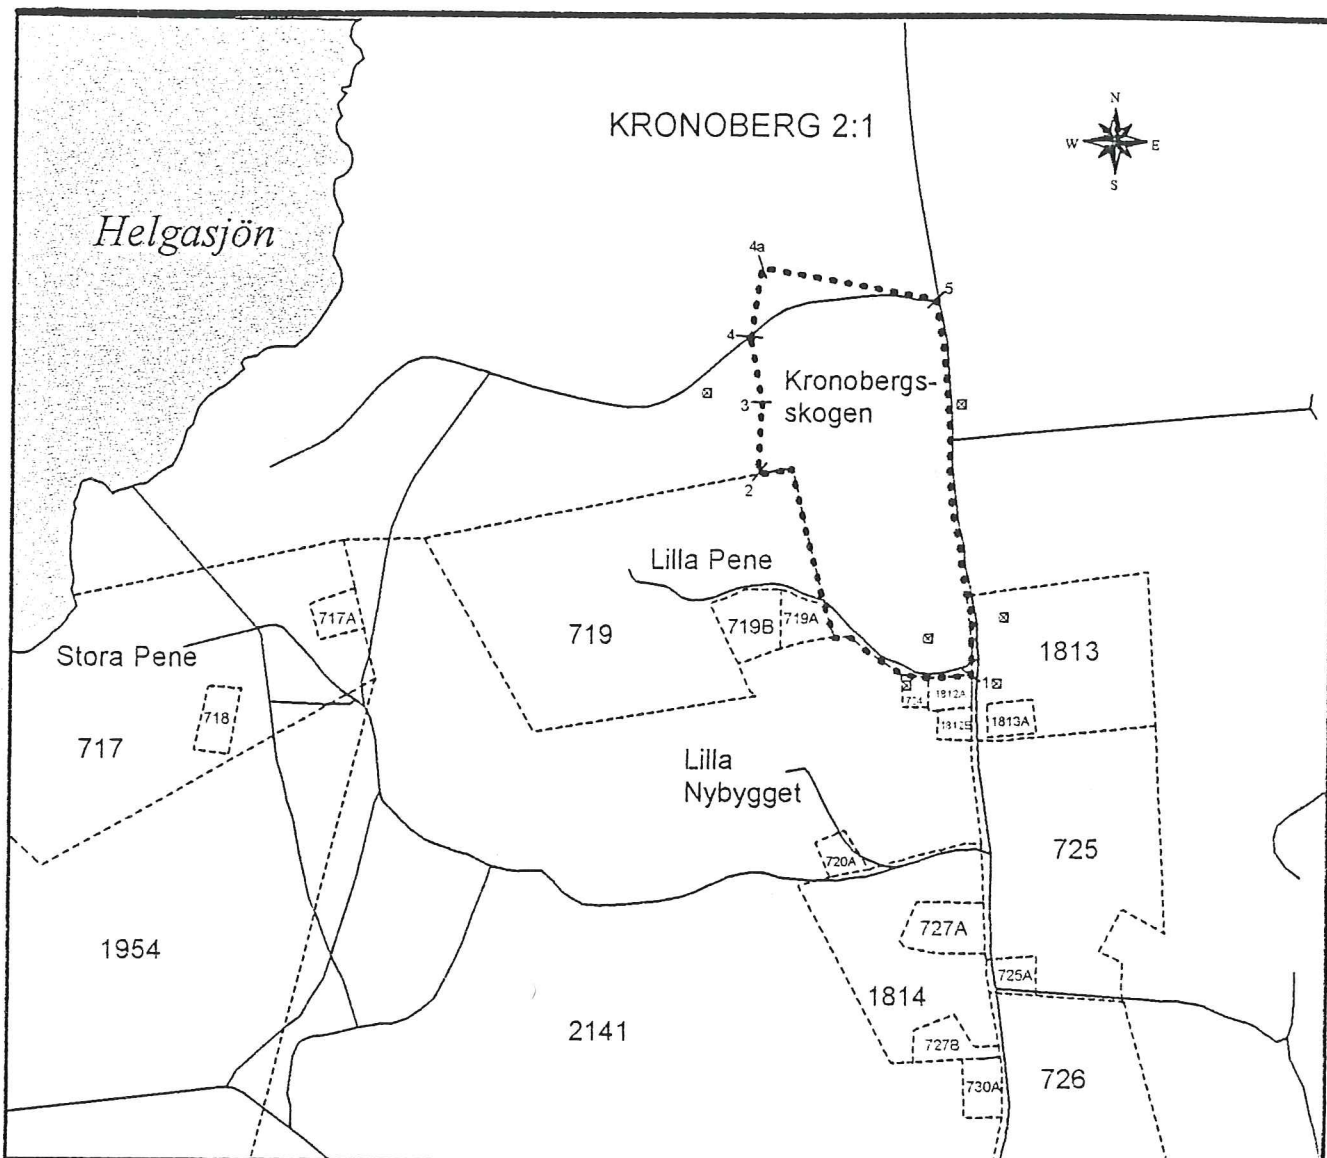 N
W E
S
KRONOBERG 2:1
Helgasjön
4a
5
4
3
Kronobergs-
skogen
2
Lilla Pene
717A
719
719B
719A
1813
Stora Pene
718
717
1
724
1812A
1812B
1813A
Lilla
Nybygget
720A
725
727A
1954
725A
1814
2141
727B
730A
726